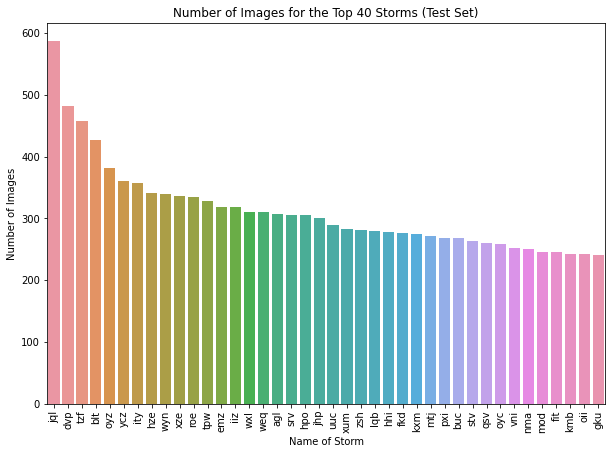 Number of Images for the Top 40 Storms (Test Set)
600
500
400
300
200
100
0
Number of Images
jql dvp tzf blt oyz ycz ity hze wyn xze roe tpw emz iiz wxl weq agl srv hpo jhp uuc xum zsh lqb hhi fkd kxm mtj pxi buc stv qsv oyc vni nma mod fit kmb oii gku
Name of Storm